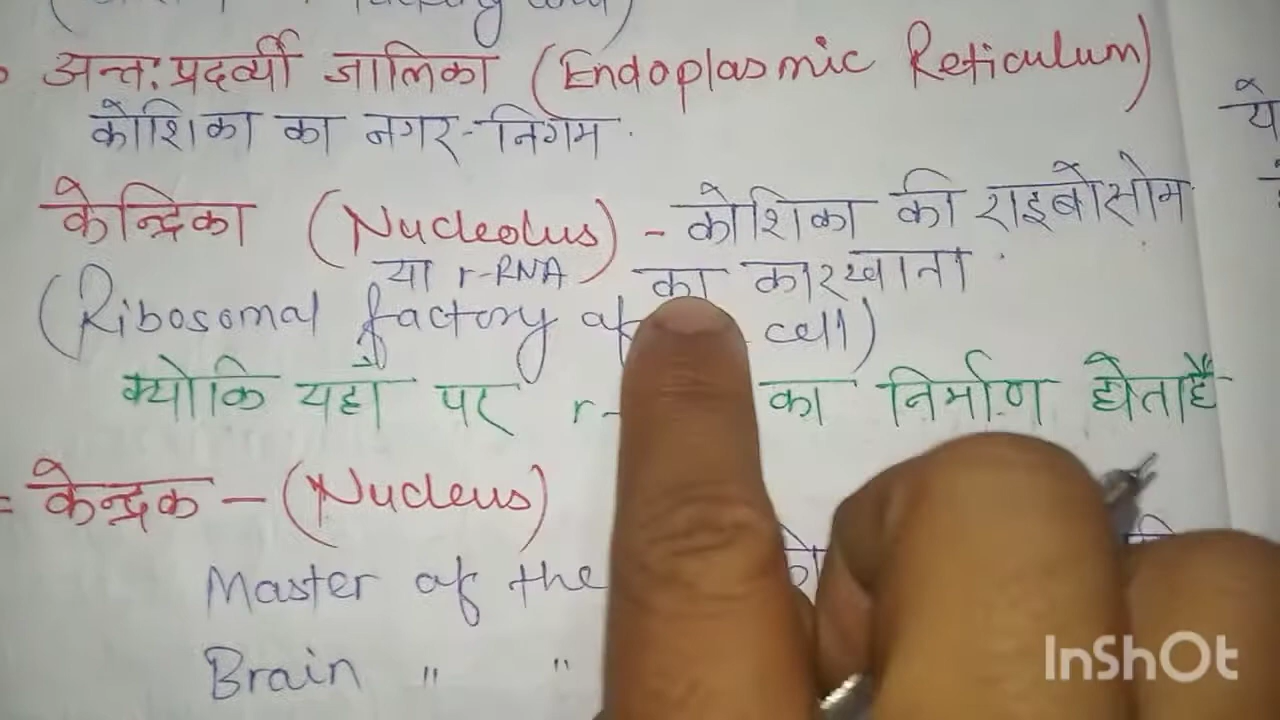 अन्त: प्रदर्व्यी जालिका (Endoplasmic Reticulum)
कोशिका का नगर-निगम
केन्द्रिका (Nucleolus) - कोशिका की राइबोसोम
या r-RNA का कारखाना
(Ribosomal factory of cell)
क्योकि यहाँ पर r- का निर्माण होता है
= केन्द्रक - (Nucleus)
Master of the
Brain " "
ये
InShOt